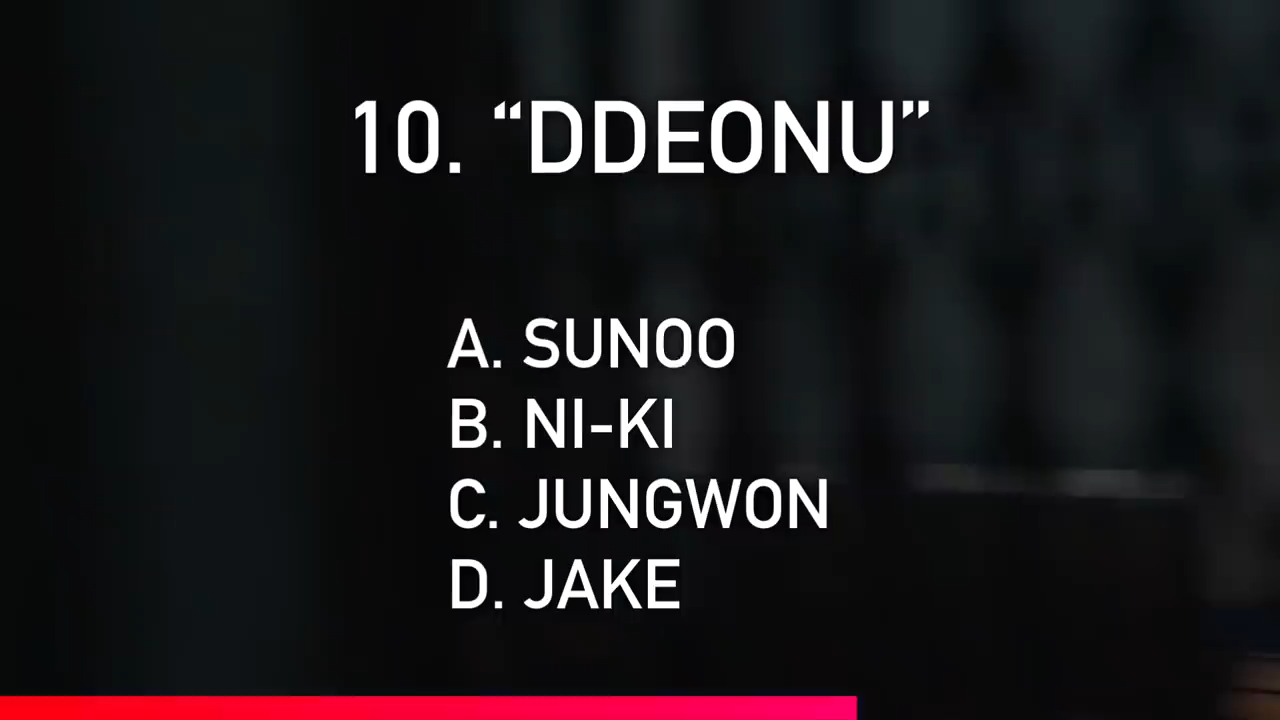 10. “DDEONU”
A. SUNOO
B. NI-KI
C. JUNGWON
D. JAKE